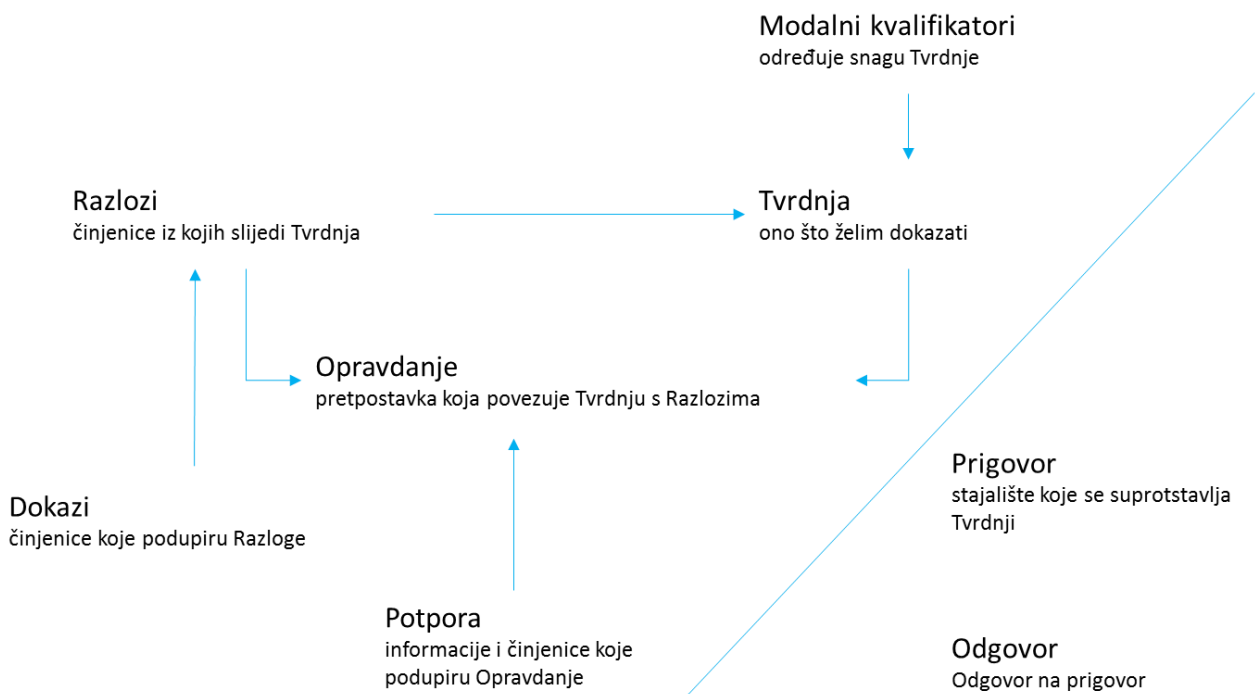 Modalni kvalifikatori
određuje snagu Tvrdnje
Razlozi
činjenice iz kojih slijedi Tvrdnja
Tvrdnja
ono što želim dokazati
Opravdanje
pretpostavka koja povezuje Tvrdnju s Razlozima
Dokazi
činjenice koje podupiru Razloge
Potpora
informacije i činjenice koje
podupiru Opravdanje
Prigovor
stajalište koje se suprotstavlja
Tvrdnji
Odgovor
Odgovor na prigovor